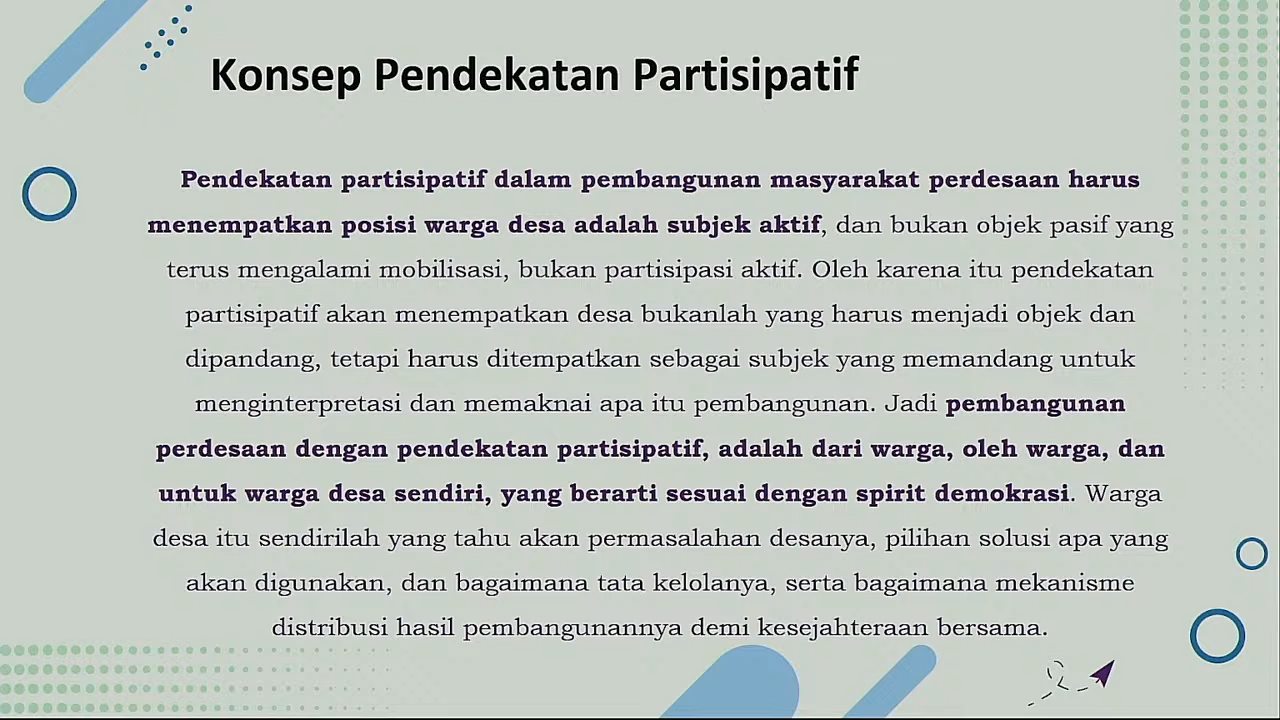 Konsep Pendekatan Partisipatif
Pendekatan partisipatif dalam pembangunan masyarakat perdesaan harus
menempatkan posisi warga desa adalah subjek aktif, dan bukan objek pasif yang
terus mengalami mobilisasi, bukan partisipasi aktif. Oleh karena itu pendekatan
partisipatif akan menempatkan desa bukanlah yang harus menjadi objek dan
dipandang, tetapi harus ditempatkan sebagai subjek yang memandang untuk
menginterpretasi dan memaknai apa itu pembangunan. Jadi pembangunan
perdesaan dengan pendekatan partisipatif, adalah dari warga, oleh warga, dan
untuk warga desa sendiri, yang berarti sesuai dengan spirit demokrasi. Warga
desa itu sendirilah yang tahu akan permasalahan desanya, pilihan solusi apa yang
akan digunakan, dan bagaimana tata kelolanya, serta bagaimana mekanisme
distribusi hasil pembangunannya demi kesejahteraan bersama.